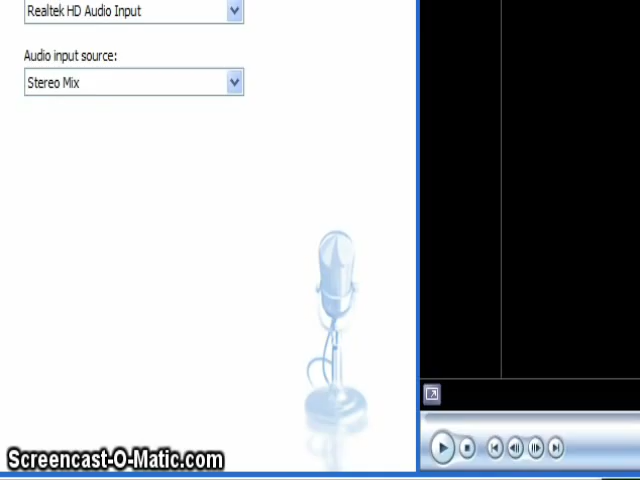 Realtek HD Audio Input
Audio input source:
Stereo Mix
Screencast-O-Matic.com